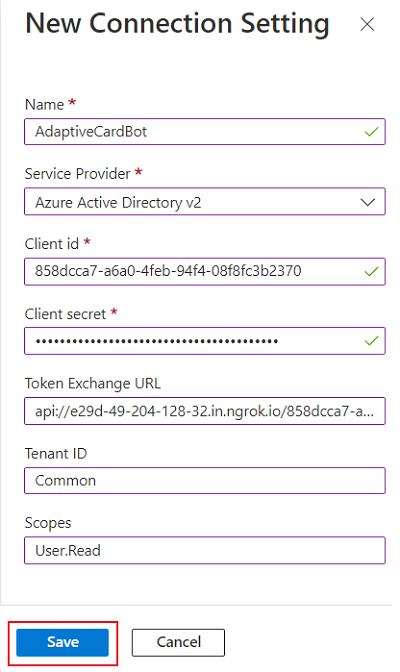 New Connection Setting
Name *
AdaptiveCardBot
Service Provider *
Azure Active Directory v2
Client id *
858dcca7-a6a0-4feb-94f4-08f8fc3b2370
Client secret *
••••••••••••••••••••••••••••••••••••••••
Token Exchange URL
api://e29d-49-204-128-32.in.ngrok.io/858dcca7-a...
Tenant ID
Common
Scopes
User.Read
Save Cancel